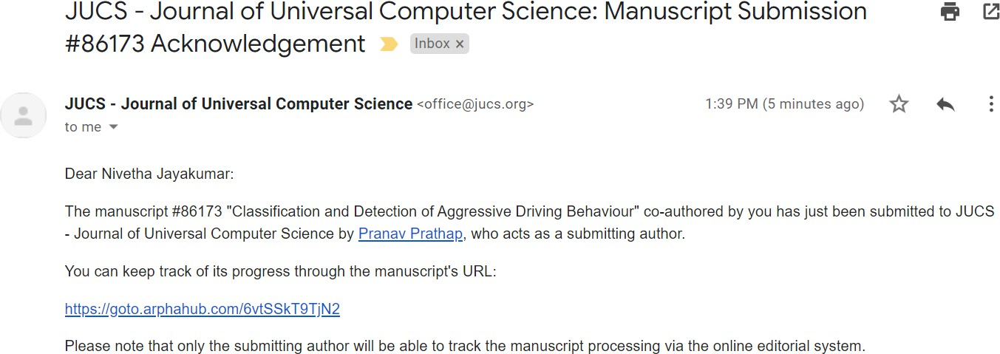 JUCS - Journal of Universal Computer Science: Manuscript Submission
#86173 Acknowledgement Inbox x
JUCS - Journal of Universal Computer Science <office@jucs.org> 1:39 PM (5 minutes ago)
to me
Dear Nivetha Jayakumar:
The manuscript #86173 "Classification and Detection of Aggressive Driving Behaviour" co-authored by you has just been submitted to JUCS
- Journal of Universal Computer Science by Pranav Prathap, who acts as a submitting author.
You can keep track of its progress through the manuscript's URL:
https://goto.arphahub.com/6vtSSkT9TjN2
Please note that only the submitting author will be able to track the manuscript processing via the online editorial system.